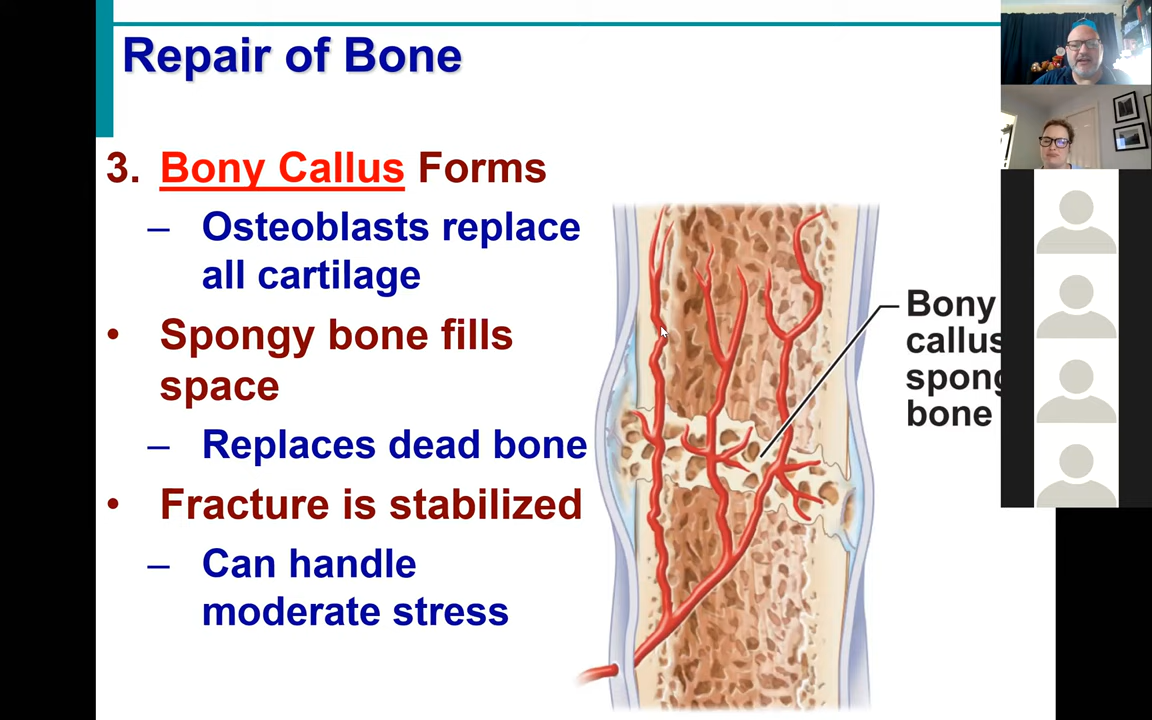 Repair of Bone
3. Bony Callus Forms
– Osteoblasts replace
all cartilage
• Spongy bone fills
space
– Replaces dead bone
• Fracture is stabilized
– Can handle
moderate stress
Bony
callus
spong
bone